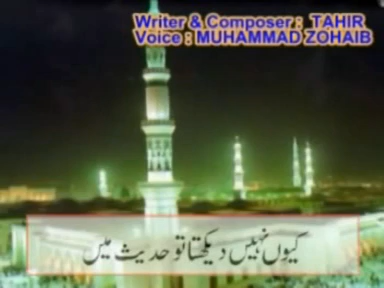 Writer & Composer : TAHIR
Voice : MUHAMMAD ZOHAIB
کیوں نہیں دیکھتا تو حدیث میں